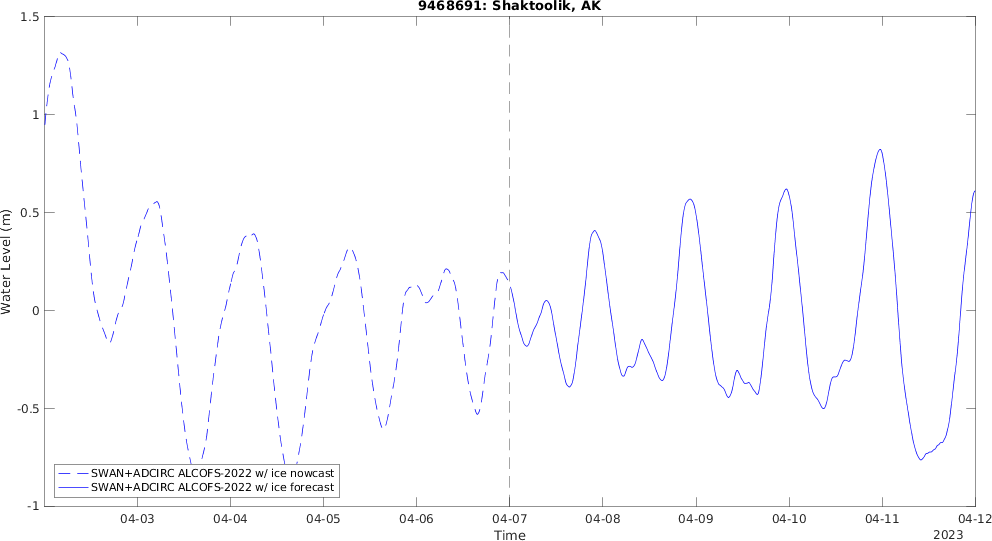 9468691: Shaktoolik, AK
1.5
1
0.5
0
-0.5
-1
Water Level (m)
SWAN+ADCIRC ALCOFS-2022 w/ ice nowcast
SWAN+ADCIRC ALCOFS-2022 w/ ice forecast
04-03 04-04 04-05 04-06 04-07 04-08 04-09 04-10 04-11 04-12
Time
2023